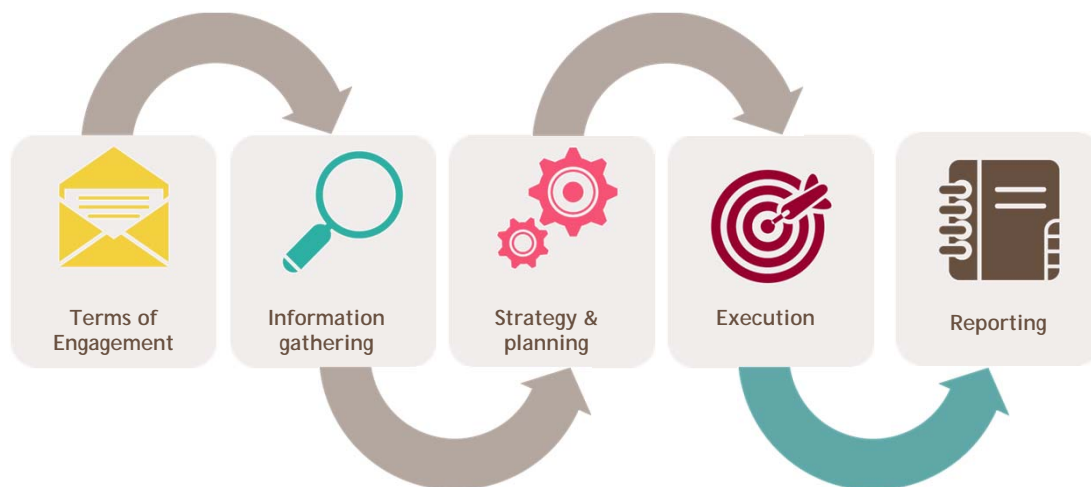 Terms of
Engagement
Information
gathering
Strategy &
planning
Execution
Reporting